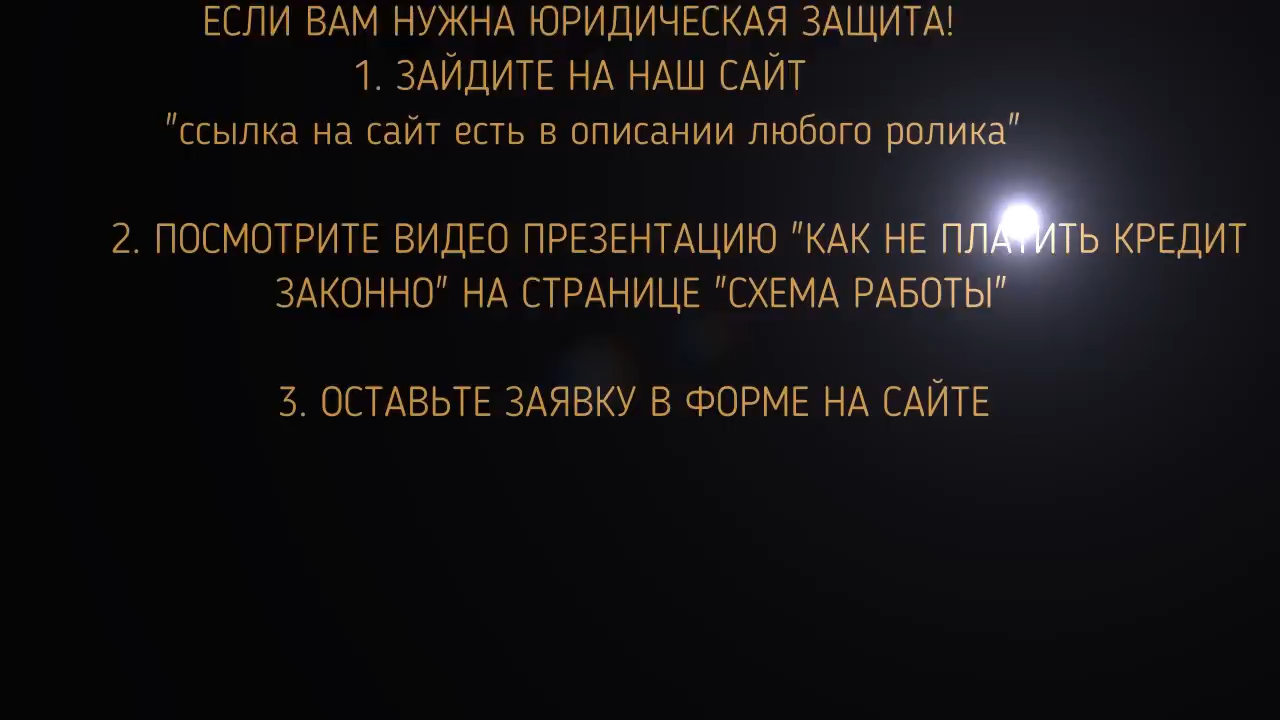 ЕСЛИ ВАМ НУЖНА ЮРИДИЧЕСКАЯ ЗАЩИТА!
1. ЗАЙДИТЕ НА НАШ САЙТ
"ссылка на сайт есть в описании любого ролика"
2. ПОСМОТРИТЕ ВИДЕО ПРЕЗЕНТАЦИЮ "КАК НЕ ПЛАТИТЬ КРЕДИТ
ЗАКОННО" НА СТРАНИЦЕ "СХЕМА РАБОТЫ"
3. ОСТАВЬТЕ ЗАЯВКУ В ФОРМЕ НА САЙТЕ